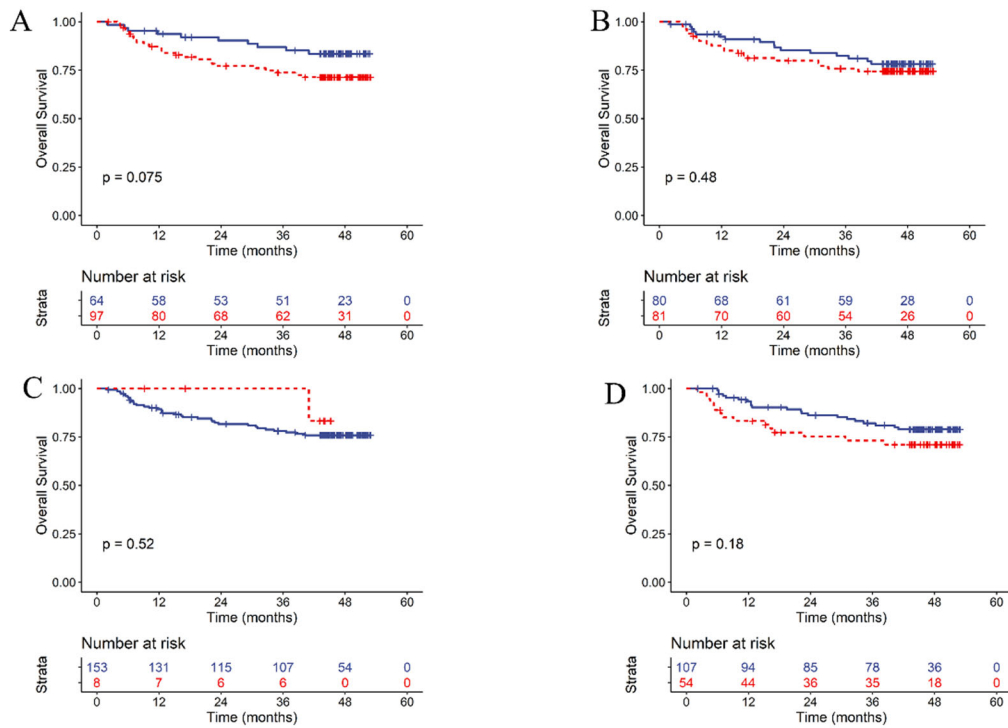 A
1.00
0.75
0.50
0.25
0.00
Overall Survival
p = 0.075
0 12 24 36 48 60
Time (months)
Number at risk
Strata
64 58 53 51 23 0
97 80 68 62 31 0
0 12 24 36 48 60
Time (months)
B
1.00
0.75
0.50
0.25
0.00
Overall Survival
p = 0.48
0 12 24 36 48 60
Time (months)
Number at risk
Strata
80 68 61 59 28 0
81 70 60 54 26 0
0 12 24 36 48 60
Time (months)
C
1.00
0.75
0.50
0.25
0.00
Overall Survival
p = 0.52
0 12 24 36 48 60
Time (months)
Number at risk
Strata
153 131 115 107 54 0
8 7 6 6 0 0
0 12 24 36 48 60
Time (months)
D
1.00
0.75
0.50
0.25
0.00
Overall Survival
p = 0.18
0 12 24 36 48 60
Time (months)
Number at risk
Strata
107 94 85 78 36 0
54 44 36 35 18 0
0 12 24 36 48 60
Time (months)